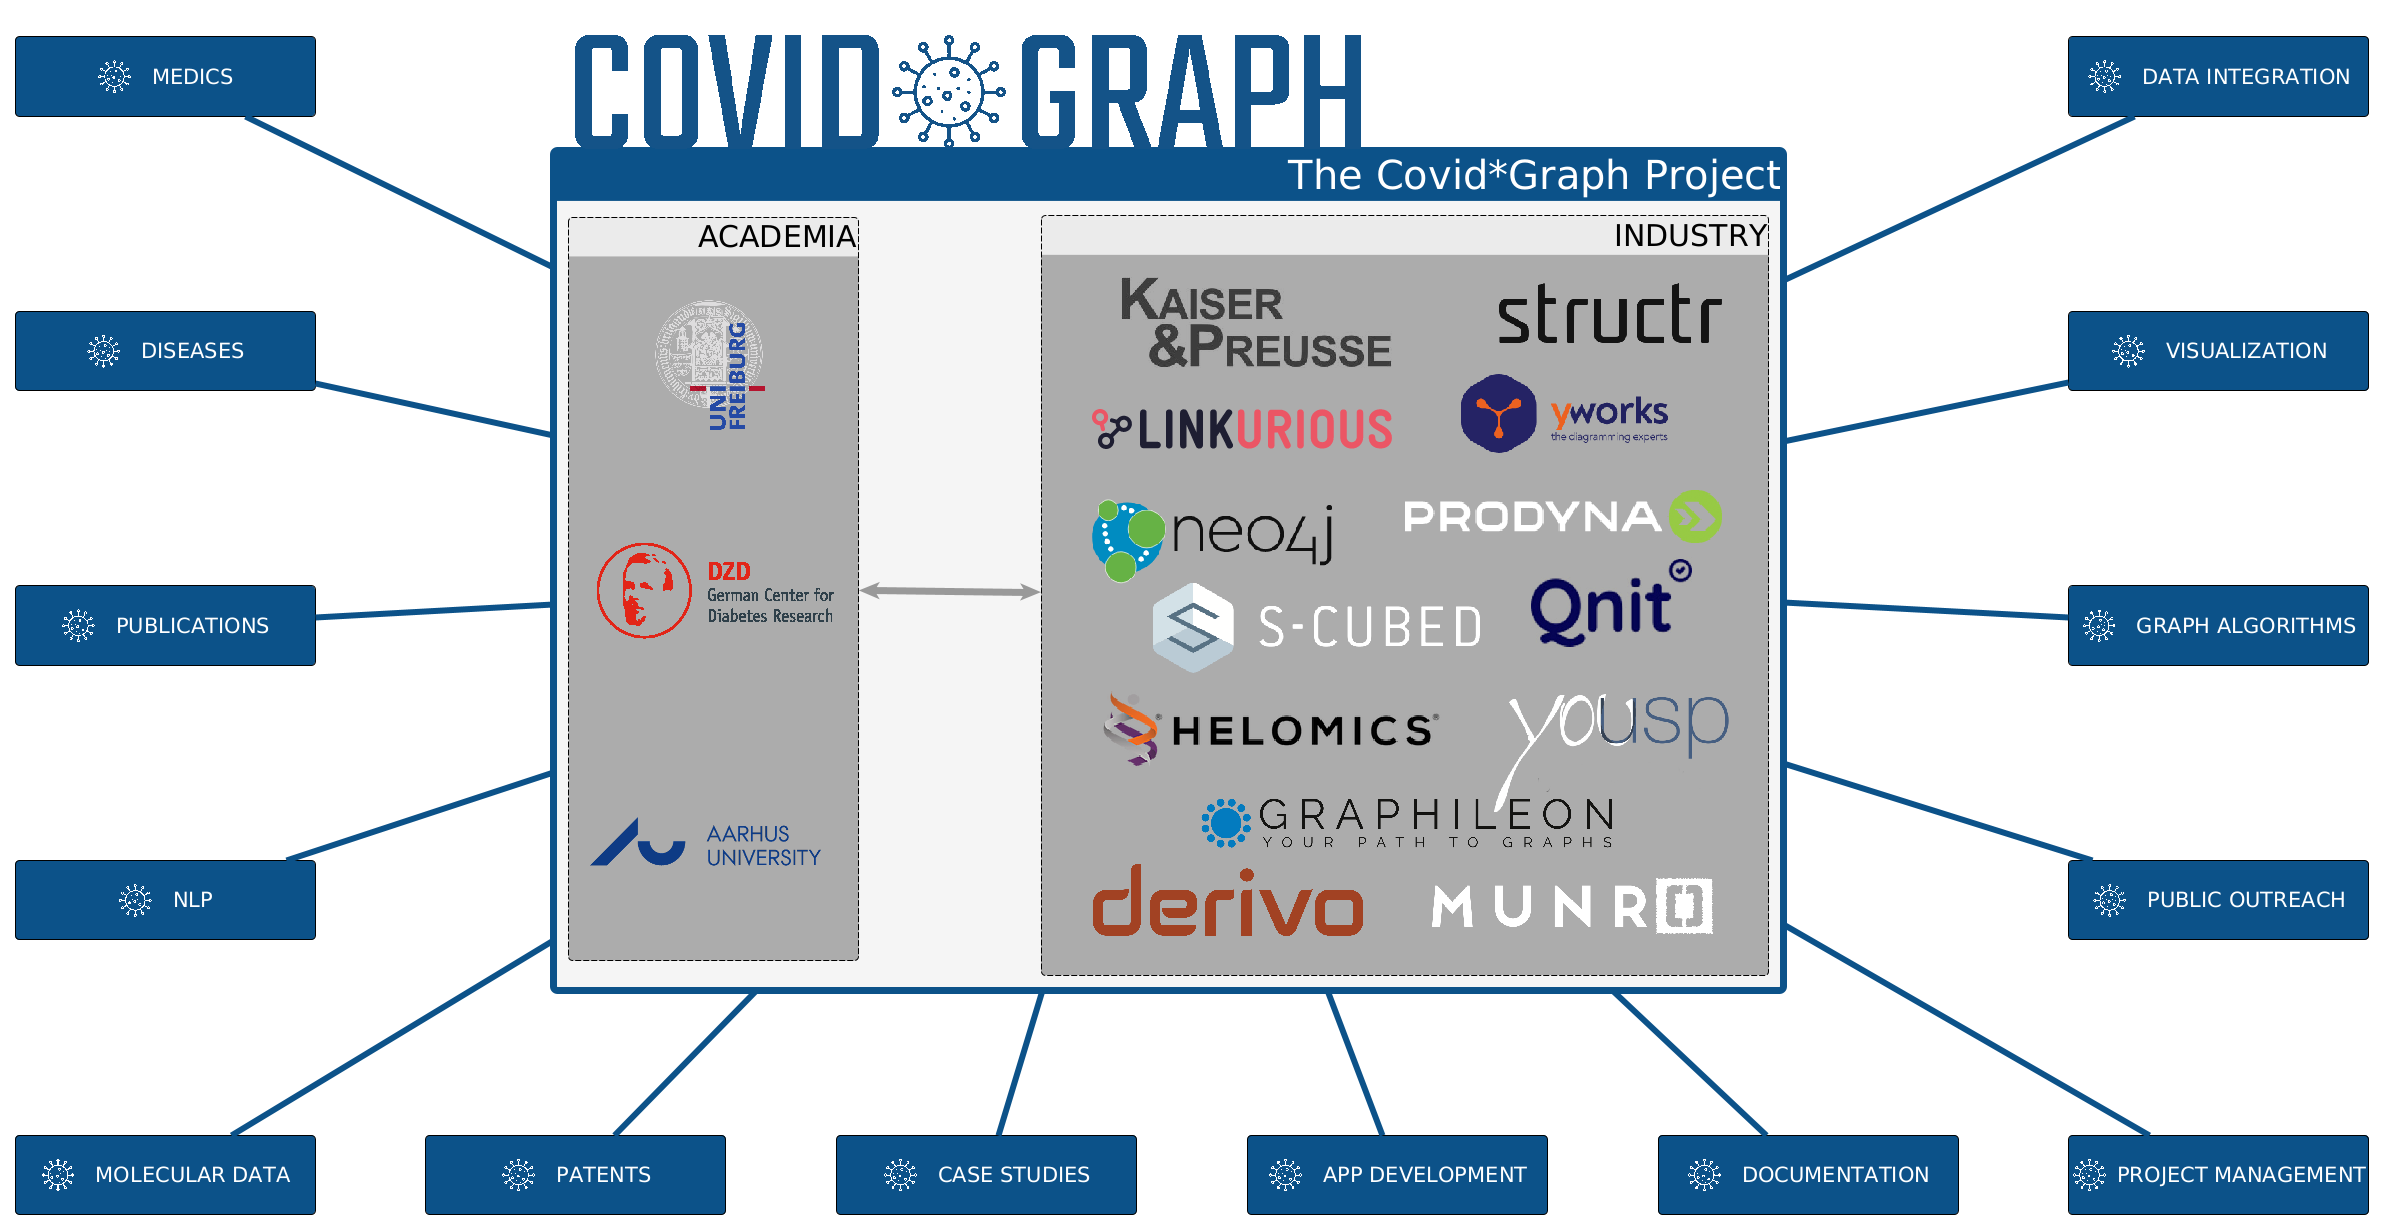 COVID GRAPH
The Covid*Graph Project
MEDICS
DISEASES
PUBLICATIONS
NLP
MOLECULAR DATA
ACADEMIA
UNI
FREIBURG
DZD
German Center for
Diabetes Research
AARHUS
UNIVERSITY
INDUSTRY
KAISER
&PREUSSE
structr
LINKURIOUS
yworks
the diagramming experts
neo4j
PRODYNA
S-CUBED
Qnit
HELOMICS®
yousp
GRAPHILEON
YOUR PATH TO GRAPHS
derivo
MUNRO
DATA INTEGRATION
VISUALIZATION
GRAPH ALGORITHMS
PUBLIC OUTREACH
PATENTS
CASE STUDIES
APP DEVELOPMENT
DOCUMENTATION
PROJECT MANAGEMENT